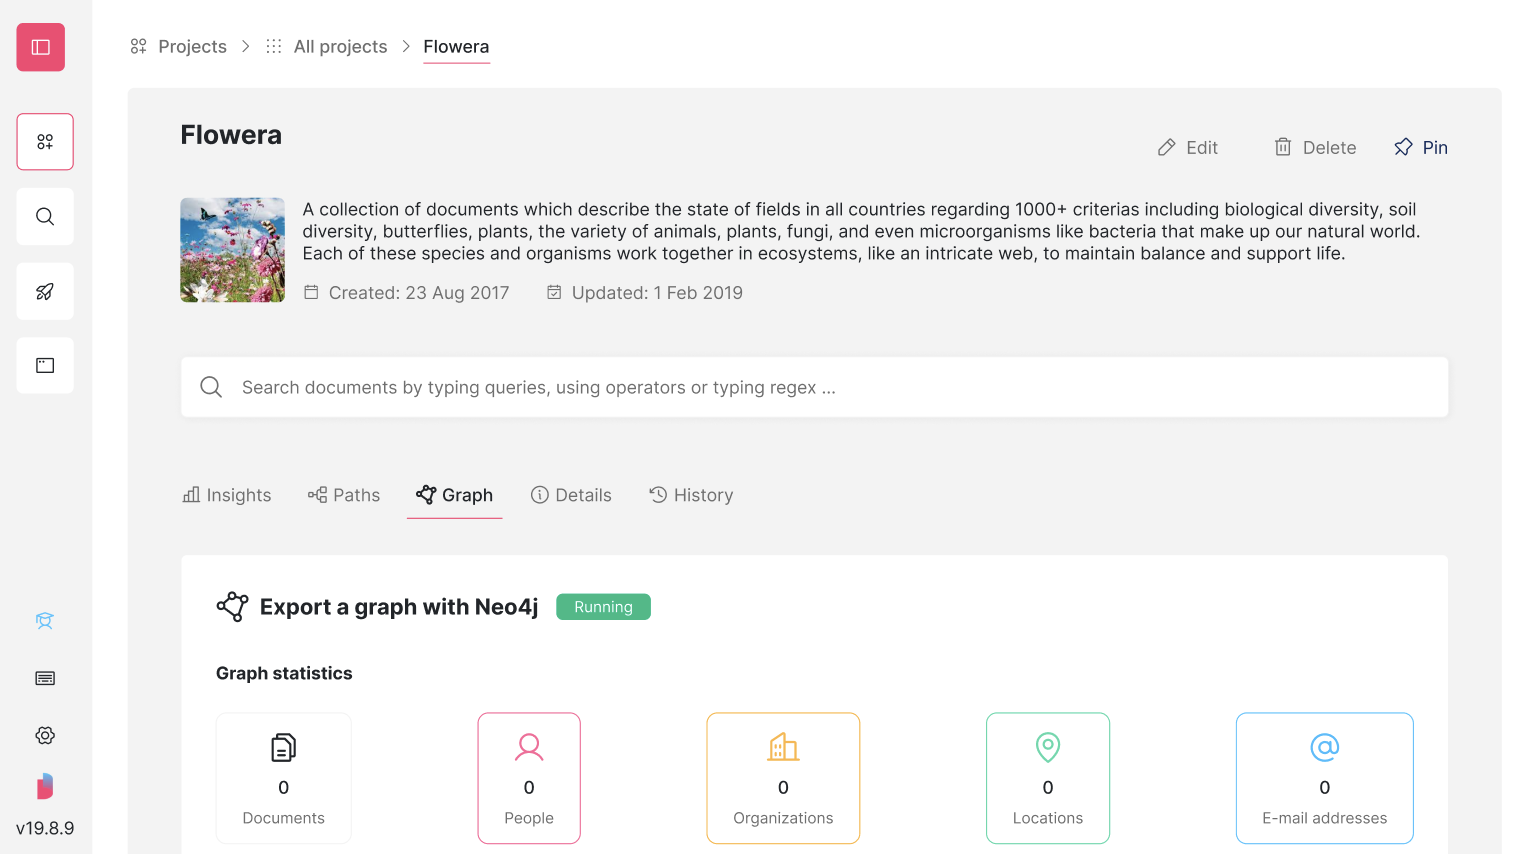 Projects > All projects > Flowera
Flowera
Edit Delete Pin
A collection of documents which describe the state of fields in all countries regarding 1000+ criterias including biological diversity, soil
diversity, butterflies, plants, the variety of animals, plants, fungi, and even microorganisms like bacteria that make up our natural world.
Each of these species and organisms work together in ecosystems, like an intricate web, to maintain balance and support life.
Created: 23 Aug 2017 Updated: 1 Feb 2019
Search documents by typing queries, using operators or typing regex ...
Insights Paths Graph Details History
Export a graph with Neo4j Running
Graph statistics
0 0 0 0 0
Documents People Organizations Locations E-mail addresses
v19.8.9